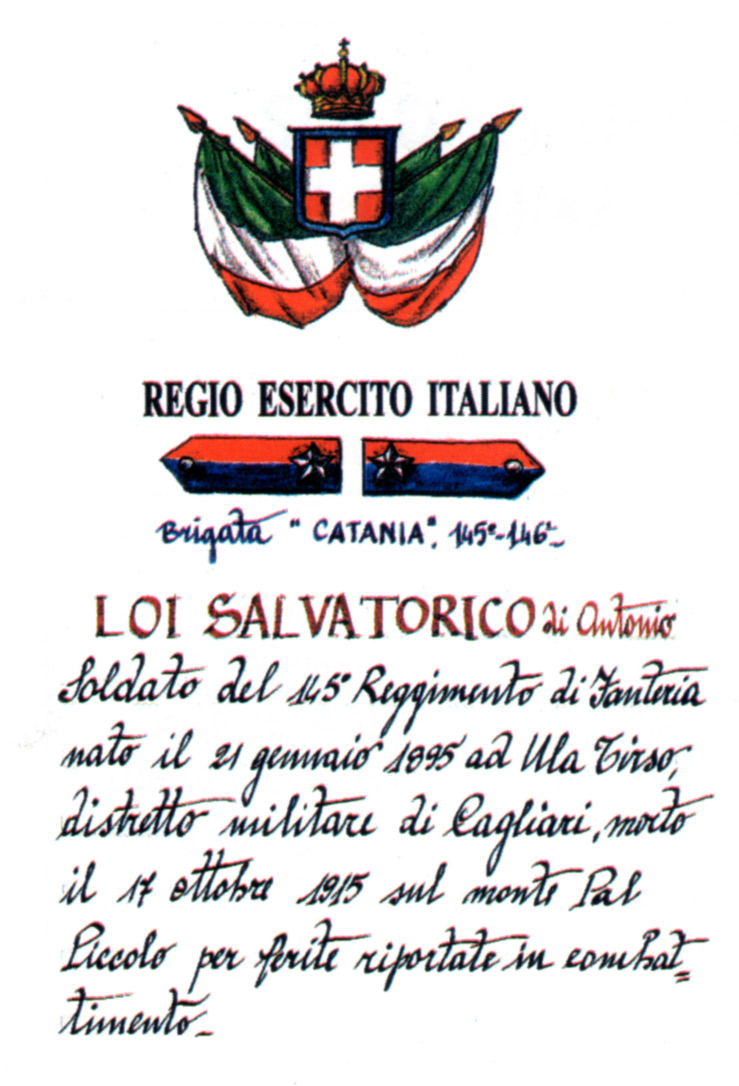 REGIO ESERCITO ITALIANO
Brigata "CATANIA", 145°-146°-
LOI SALVATORICO di Antonio
Soldato del 145° Reggimento di Fanteria
nato il 21 gennaio 1895 ad Ula Tirso,
distretto militare di Cagliari, morto
il 17 ottobre 1915 sul monte Pal
Piccolo per ferite riportate in combat=
timento-